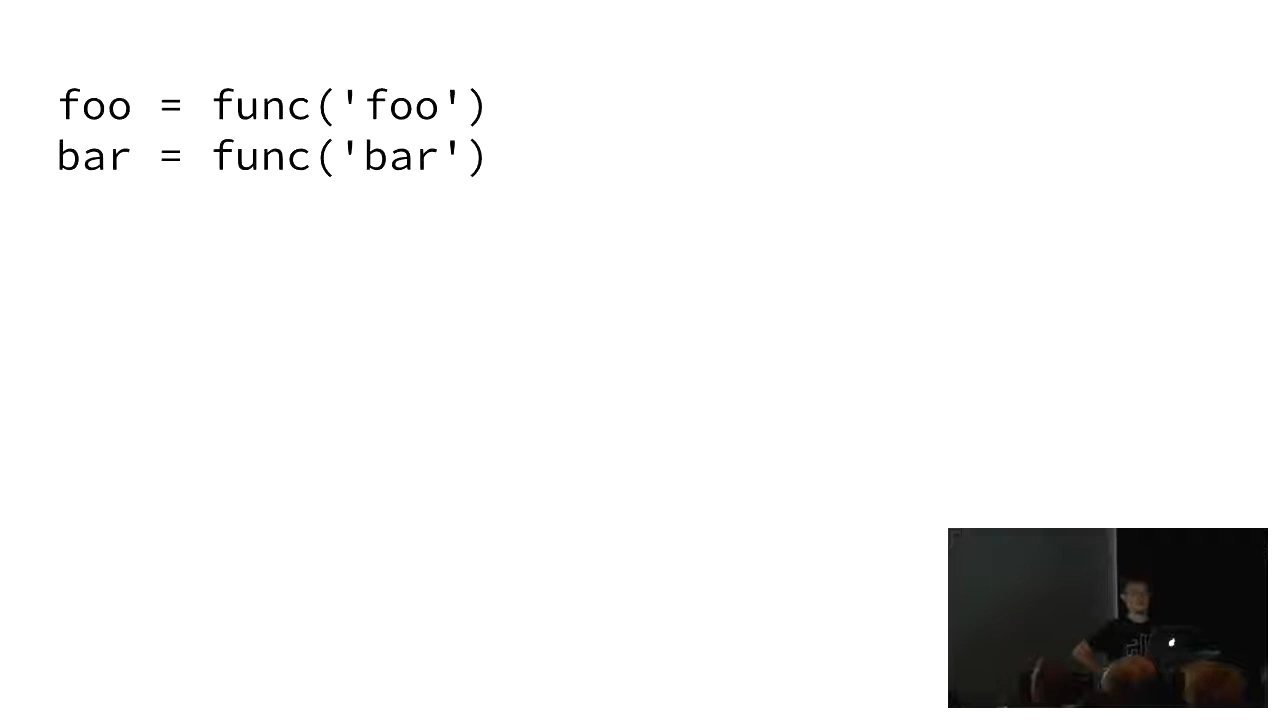 foo = func('foo')
bar = func('bar')